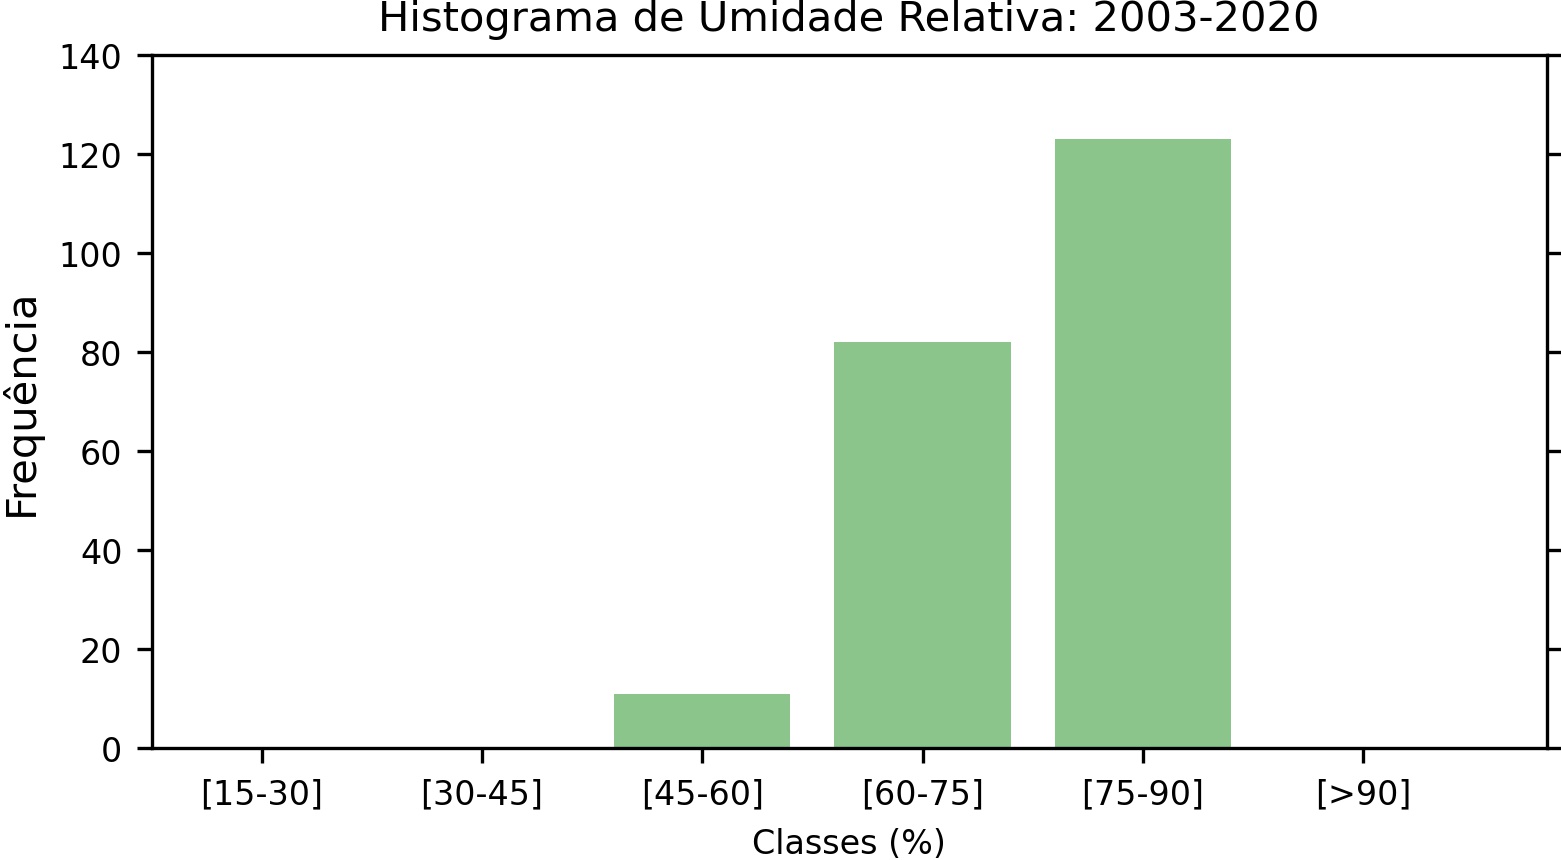 Histograma de Umidade Relativa: 2003-2020
140
120
100
80
60
40
20
0
Frequência
[15-30] [30-45] [45-60] [60-75] [75-90] [>90]
Classes (%)